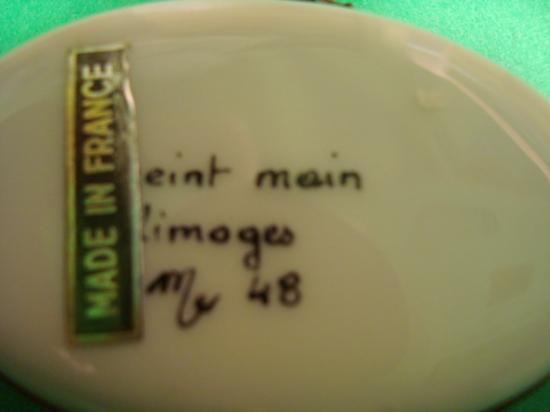 MADE IN FRANCE
eint main
limoges
48